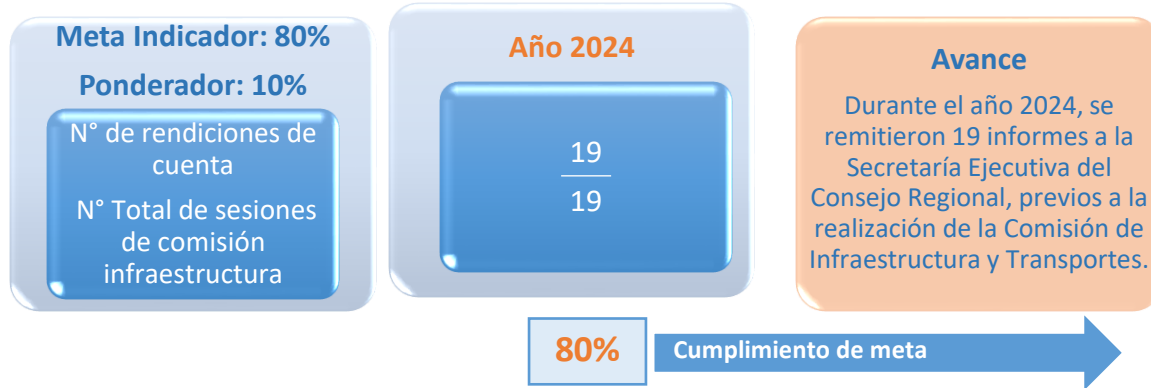 Meta Indicador: 80%
Ponderador: 10%
N° de rendiciones de
cuenta
N° Total de sesiones
de comisión
infraestructura
Año 2024
19
19
Avance
Durante el año 2024, se
remitieron 19 informes a la
Secretaría Ejecutiva del
Consejo Regional, previos a la
realización de la Comisión de
Infraestructura y Transportes.
80%
Cumplimiento de meta